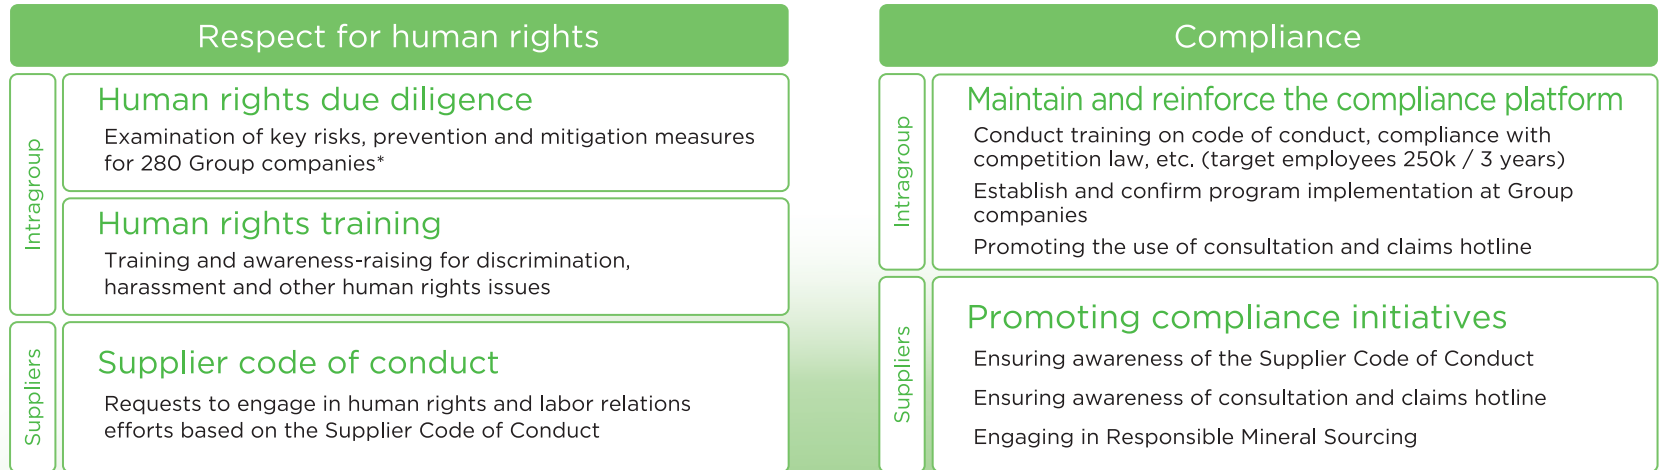 Respect for human rights
Intragroup
Human rights due diligence
Examination of key risks, prevention and mitigation measures
for 280 Group companies*
Human rights training
Training and awareness-raising for discrimination,
harassment and other human rights issues
Suppliers
Supplier code of conduct
Requests to engage in human rights and labor relations
efforts based on the Supplier Code of Conduct
Compliance
Intragroup
Maintain and reinforce the compliance platform
Conduct training on code of conduct, compliance with
competition law, etc. (target employees 250k / 3 years)
Establish and confirm program implementation at Group
companies
Promoting the use of consultation and claims hotline
Suppliers
Promoting compliance initiatives
Ensuring awareness of the Supplier Code of Conduct
Ensuring awareness of consultation and claims hotline
Engaging in Responsible Mineral Sourcing